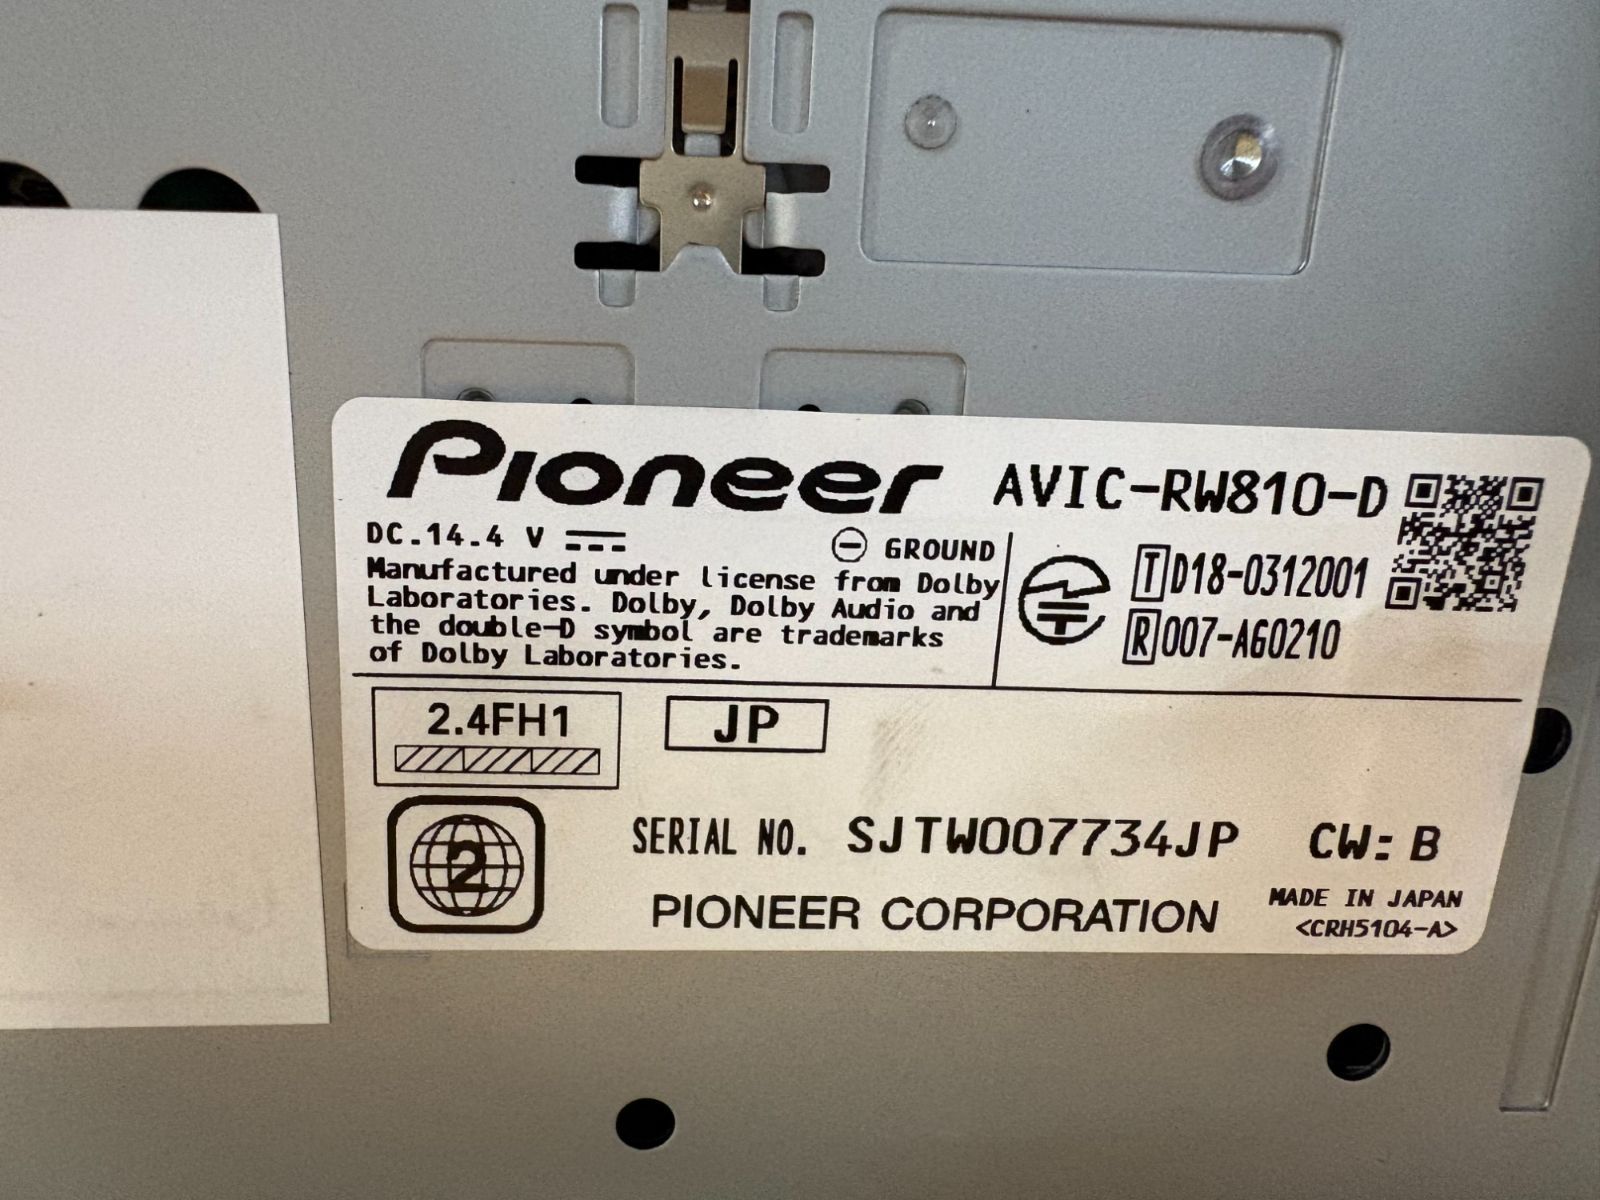 Pioneer AVIC-RW810-D
DC.14.4 V ⊖ GROUND
Manufactured under license from Dolby
Laboratories. Dolby, Dolby Audio and
the double-D symbol are trademarks
of Dolby Laboratories.
T D18-0312001
R 007-A60210
2.4FH1
JP
2
SERIAL NO. SJTW007734JP CW: B
PIONEER CORPORATION
MADE IN JAPAN
<CRH5104-A>